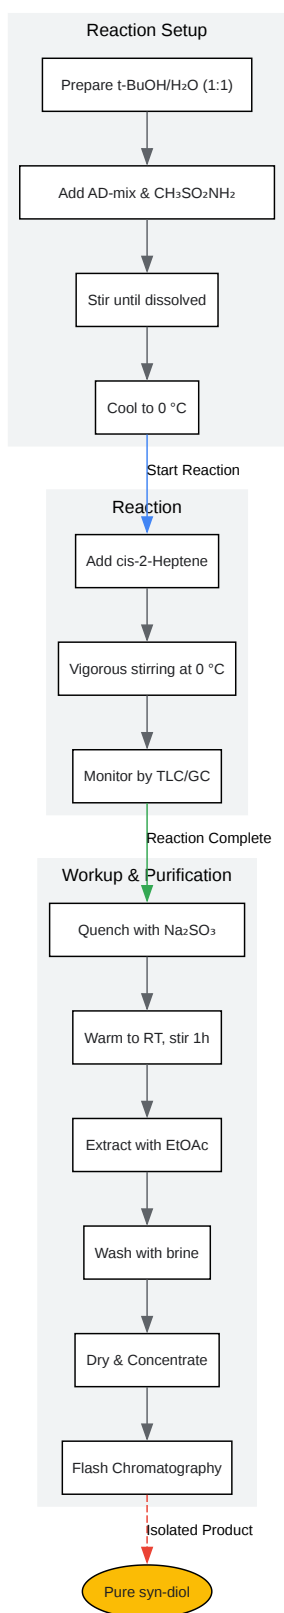 Reaction Setup
Prepare t-BuOH/H₂O (1:1)
Add AD-mix & CH₃SO₂NH₂
Stir until dissolved
Cool to 0 °C
Start Reaction
Reaction
Add cis-2-Heptene
Vigorous stirring at 0 °C
Monitor by TLC/GC
Reaction Complete
Workup & Purification
Quench with Na₂SO₃
Warm to RT, stir 1h
Extract with EtOAc
Wash with brine
Dry & Concentrate
Flash Chromatography
Isolated Product
Pure syn-diol